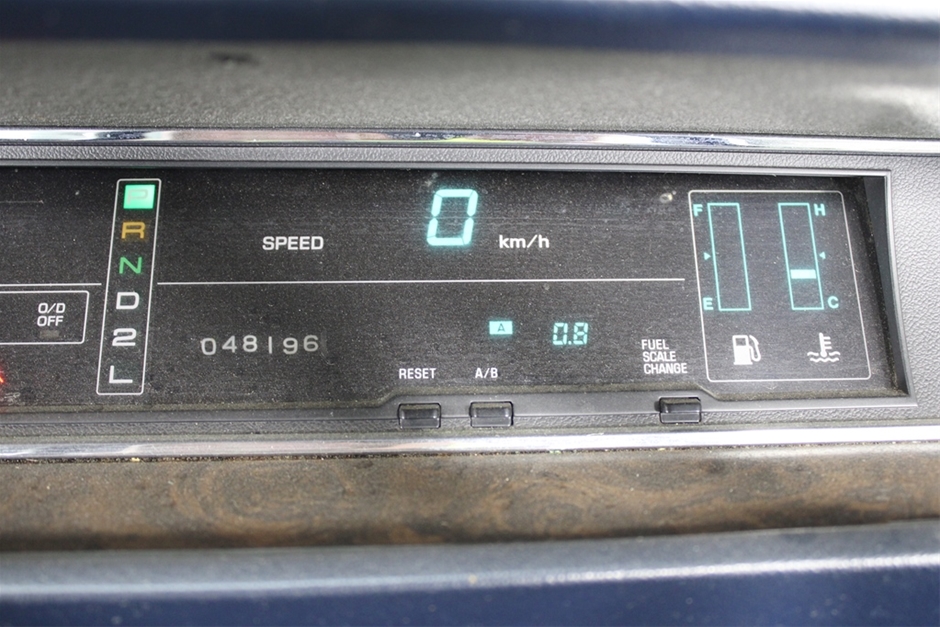 P
R
N
D
2
L
O/D
OFF
SPEED
0
km/h
048196
A
0.8
RESET
A/B
FUEL
SCALE
CHANGE
F
E
H
C